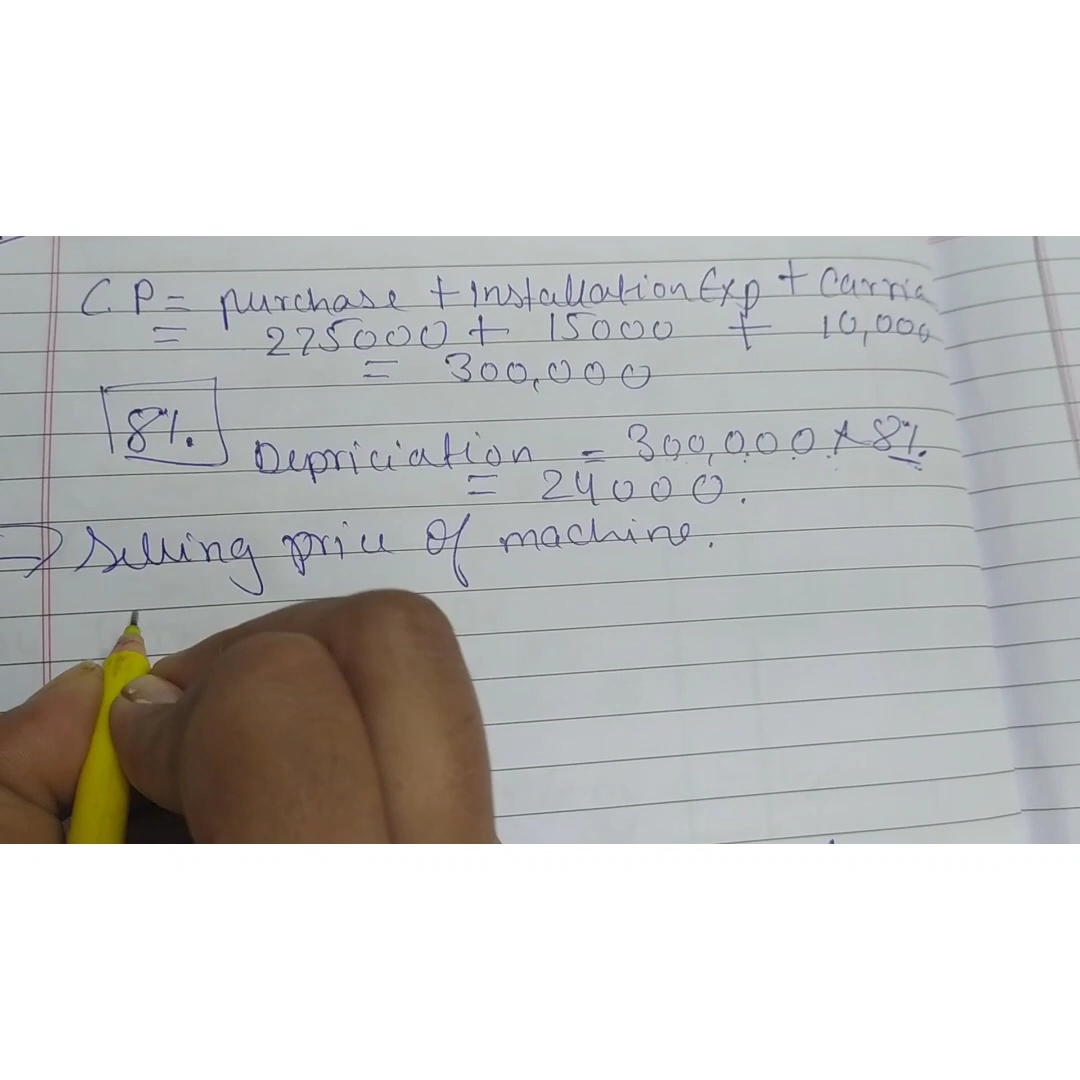 C.P = purchase + Installation Exp + Carria
= 275000 + 15000 + 10,000
= 300,000
8%.
Depriciation = 300,000 × 8%.
= 24000.
⇒ Selling price of machine.